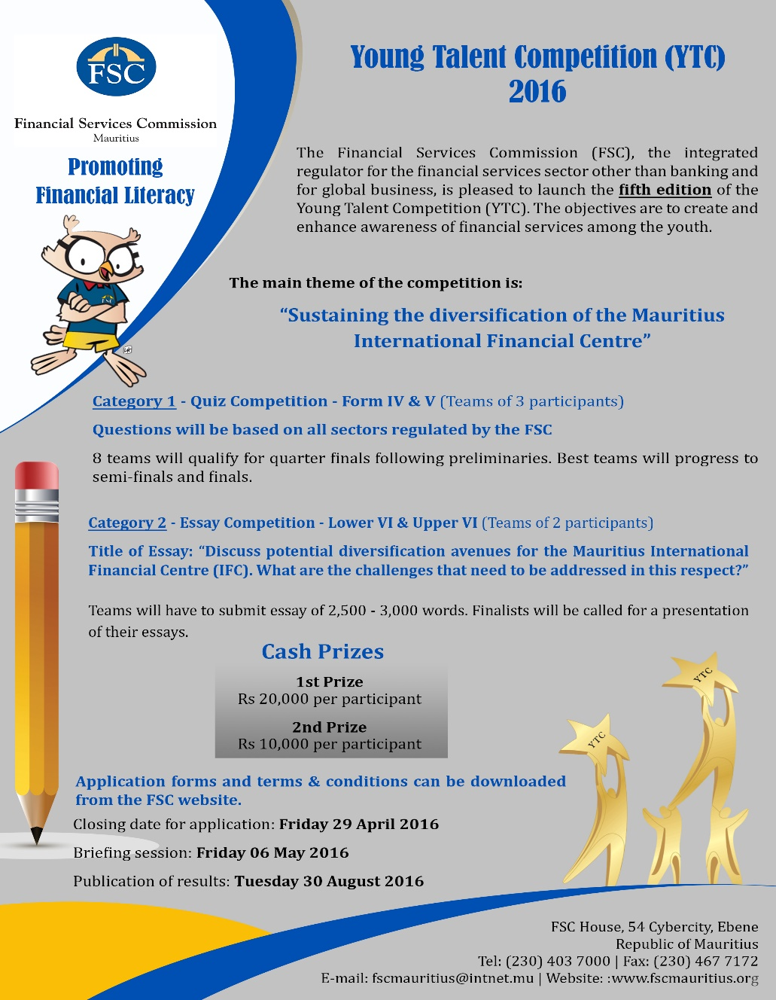 FSC
Financial Services Commission
Mauritius
Promoting
Financial Literacy
Young Talent Competition (YTC)
2016
The Financial Services Commission (FSC), the integrated
regulator for the financial services sector other than banking and
for global business, is pleased to launch the fifth edition of the
Young Talent Competition (YTC). The objectives are to create and
enhance awareness of financial services among the youth.
The main theme of the competition is:
“Sustaining the diversification of the Mauritius
International Financial Centre”
Category 1 - Quiz Competition - Form IV & V (Teams of 3 participants)
Questions will be based on all sectors regulated by the FSC
8 teams will qualify for quarter finals following preliminaries. Best teams will progress to
semi-finals and finals.
Category 2 - Essay Competition - Lower VI & Upper VI (Teams of 2 participants)
Title of Essay: “Discuss potential diversification avenues for the Mauritius International
Financial Centre (IFC). What are the challenges that need to be addressed in this respect?”
Teams will have to submit essay of 2,500 - 3,000 words. Finalists will be called for a presentation
of their essays.
Cash Prizes
1st Prize
Rs 20,000 per participant
2nd Prize
Rs 10,000 per participant
YTC
YTC
Application forms and terms & conditions can be downloaded
from the FSC website.
Closing date for application: Friday 29 April 2016
Briefing session: Friday 06 May 2016
Publication of results: Tuesday 30 August 2016
FSC House, 54 Cybercity, Ebene
Republic of Mauritius
Tel: (230) 403 7000 | Fax: (230) 467 7172
E-mail: fscmauritius@intnet.mu | Website: :www.fscmauritius.org